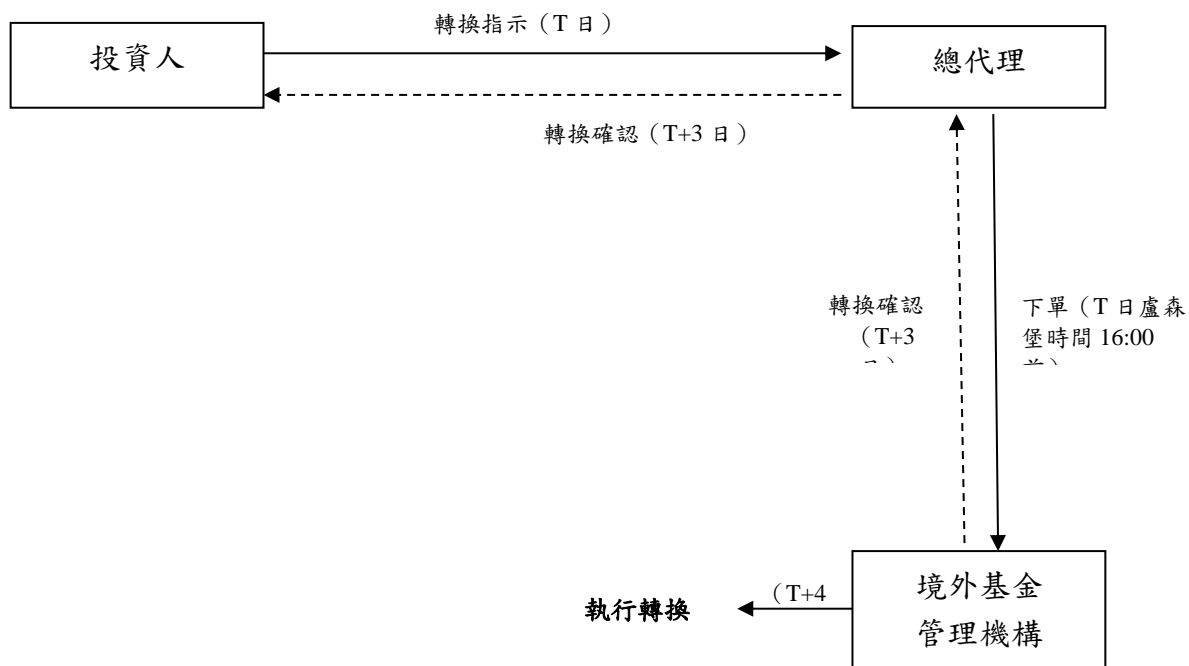 轉換指示（T 日）
投資人
總代理
轉換確認（T+3 日）
轉換確認
（T+3
下單（T 日盧森
堡時間 16:00
執行轉換
（T+4
境外基金
管理機構